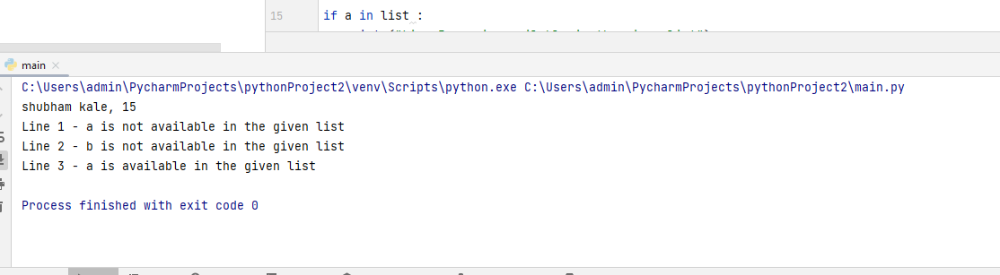 15 if a in list :
main
C:\Users\admin\PycharmProjects\pythonProject2\venv\Scripts\python.exe C:\Users\admin\PycharmProjects\pythonProject2\main.py
shubham kale, 15
Line 1 - a is not available in the given list
Line 2 - b is not available in the given list
Line 3 - a is available in the given list
Process finished with exit code 0